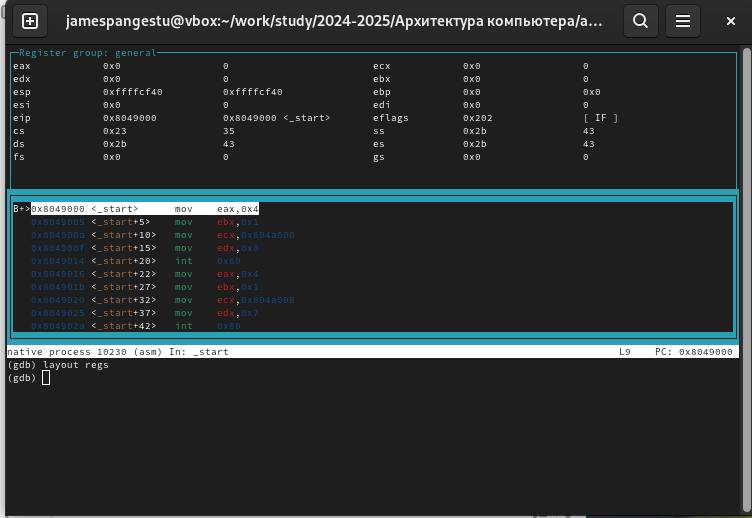 jamespangestu@vbox:~/work/study/2024-2025/Архитектура компьютера/a...
Register group: general
eax 0x0 0 ecx 0x0 0
edx 0x0 0 ebx 0x0 0
esp 0xffffcf40 0xffffcf40 ebp 0x0 0x0
esi 0x0 0 edi 0x0 0
eip 0x8049000 0x8049000 <_start> eflags 0x202 [ IF ]
cs 0x23 35 ss 0x2b 43
ds 0x2b 43 es 0x2b 43
fs 0x0 0 gs 0x0 0
B+>0x8049000 <_start> mov eax,0x4
0x8049005 <_start+5> mov ebx,0x1
0x804900a <_start+10> mov ecx,0x804a000
0x804900f <_start+15> mov edx,0x8
0x8049014 <_start+20> int 0x80
0x8049016 <_start+22> mov eax,0x4
0x804901b <_start+27> mov ebx,0x1
0x8049020 <_start+32> mov ecx,0x804a008
0x8049025 <_start+37> mov edx,0x7
0x804902a <_start+42> int 0x80
native process 10230 (asm) In: _start L9 PC: 0x8049000
(gdb) layout regs
(gdb)